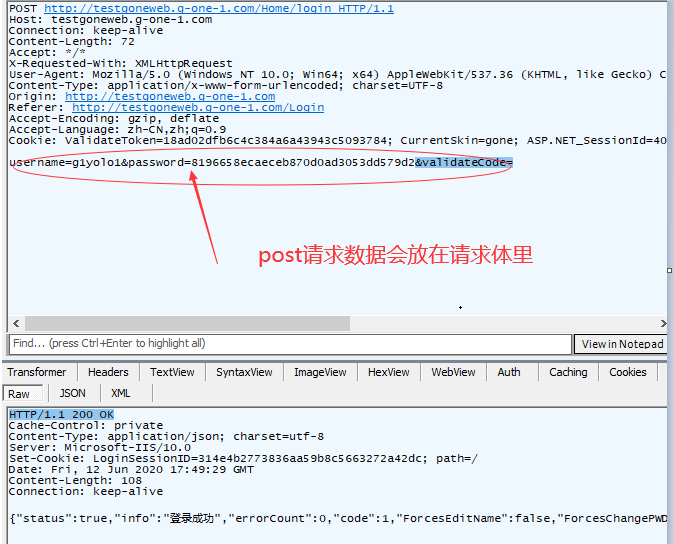 POST http://testgoneweb.g-one-1.com/Home/login HTTP/1.1
Host: testgoneweb.g-one-1.com
Connection: keep-alive
Content-Length: 72
Accept: */*
X-Requested-With: XMLHttpRequest
User-Agent: Mozilla/5.0 (Windows NT 10.0; Win64; x64) AppleWebKit/537.36 (KHTML, like Gecko) C
Content-Type: application/x-www-form-urlencoded; charset=UTF-8
Origin: http://testgoneweb.g-one-1.com
Referer: http://testgoneweb.g-one-1.com/Login
Accept-Encoding: gzip, deflate
Accept-Language: zh-CN,zh;q=0.9
Cookie: ValidateToken=18ad02dfb6c4c384a6a43943c5093784; CurrentSkin=gone; ASP.NET_SessionId=40
username=g1yolo1&password=8196658ecaeceb870d0ad3053dd579d2&validateCode=
post请求数据会放在请求体里
Find... (press Ctrl+Enter to highlight all)
View in Notepad
Transformer Headers TextView SyntaxView ImageView HexView WebView Auth Caching Cookies
Raw JSON XML
HTTP/1.1 200 OK
Cache-Control: private
Content-Type: application/json; charset=utf-8
Server: Microsoft-IIS/10.0
Set-Cookie: LoginSessionID=314e4b2773836aa59b8c5663272a42dc; path=/
Date: Fri, 12 Jun 2020 17:49:29 GMT
Content-Length: 108
Connection: keep-alive
{"status":true,"info":"登录成功","errorCount":0,"code":1,"ForcesEditName":false,"ForcesChangePWD